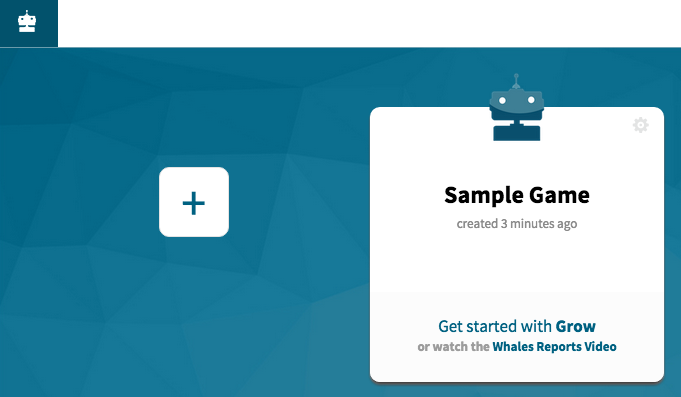 Sample Game
created 3 minutes ago
Get started with Grow
or watch the Whales Reports Video